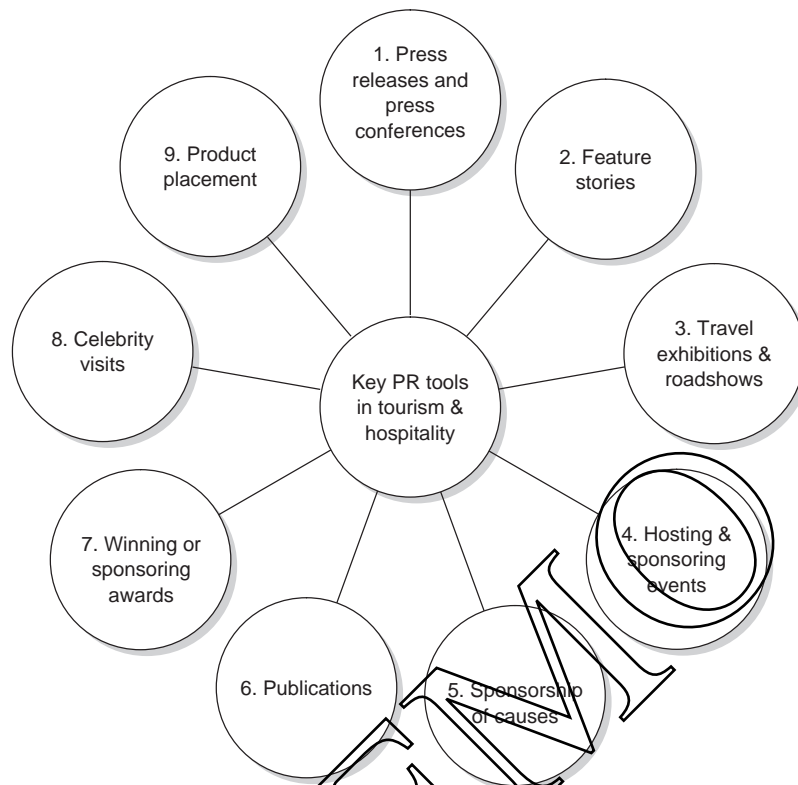 1. Press
releases and
press
conferences
2. Feature
stories
3. Travel
exhibitions &
roadshows
4. Hosting &
sponsoring
events
5. Sponsorship
of causes
6. Publications
7. Winning or
sponsoring
awards
8. Celebrity
visits
9. Product
placement
Key PR tools
in tourism &
hospitality